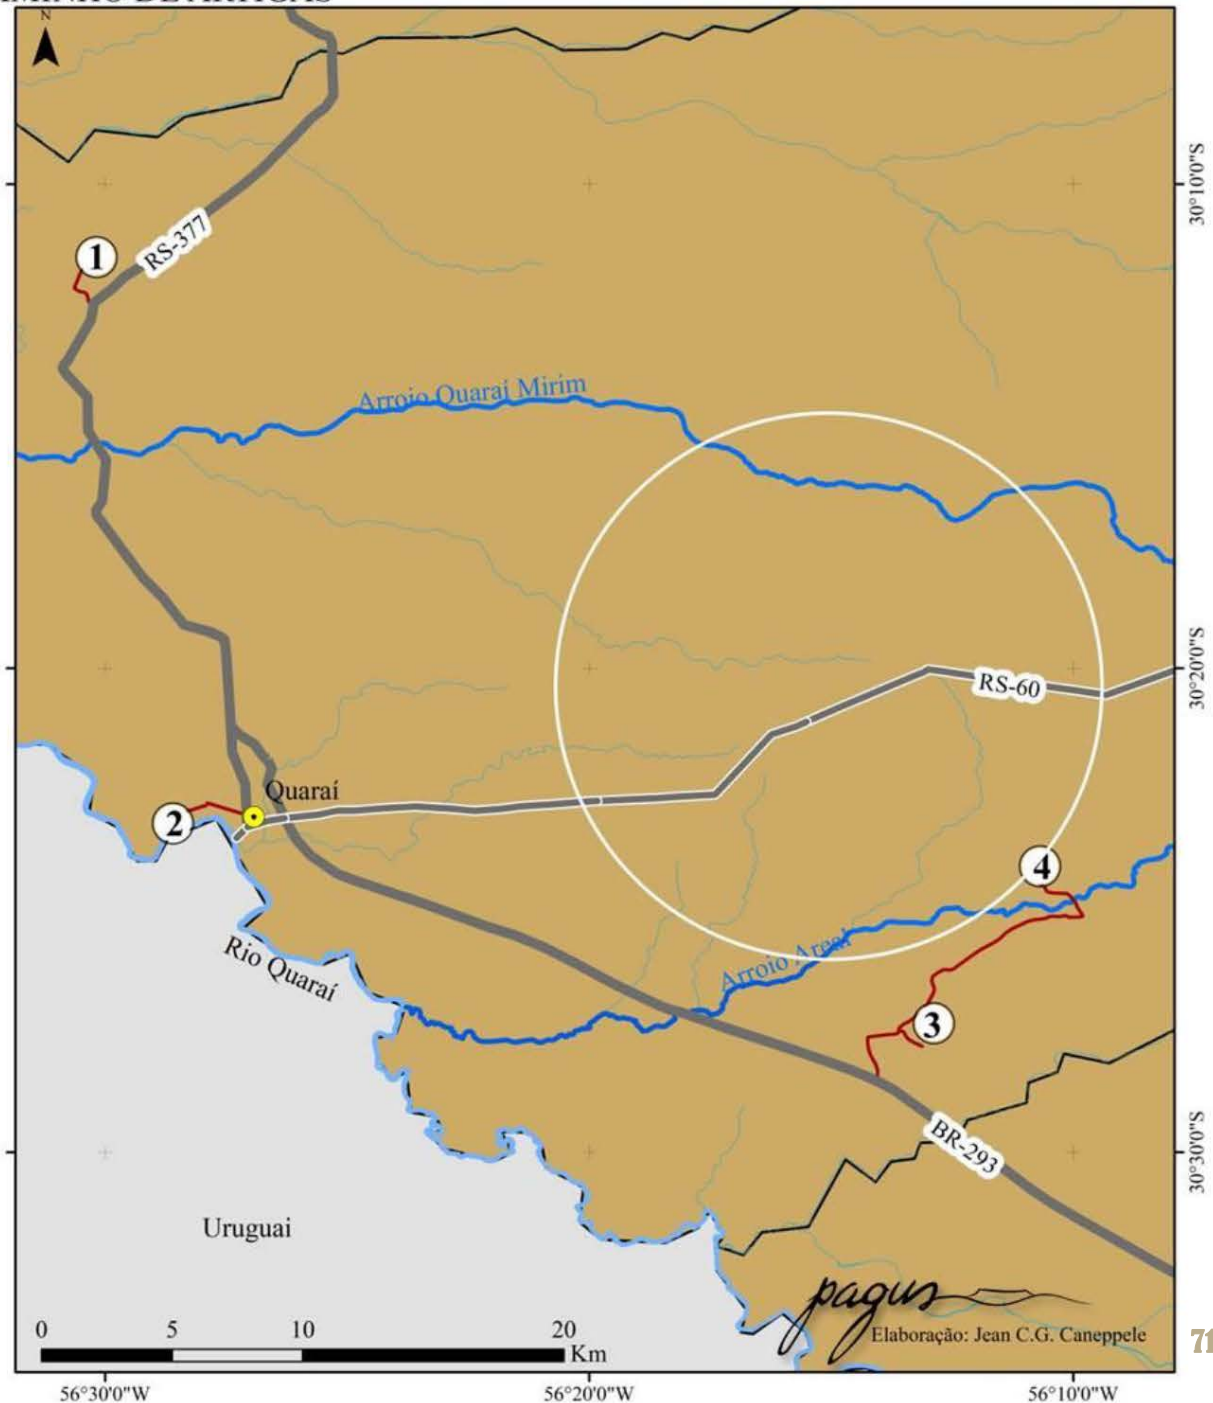 N
1
RS-377
30°10'0"S
Arroio Quaraí Mirim
RS-60
30°20'0"S
Quaraí
2
4
Rio Quaraí
Arroio Areal
3
BR-293
30°30'0"S
Uruguai
pagus
Elaboração: Jean C.G. Caneppele
0 5 10 20
Km
71
56°30'0"W 56°20'0"W 56°10'0"W